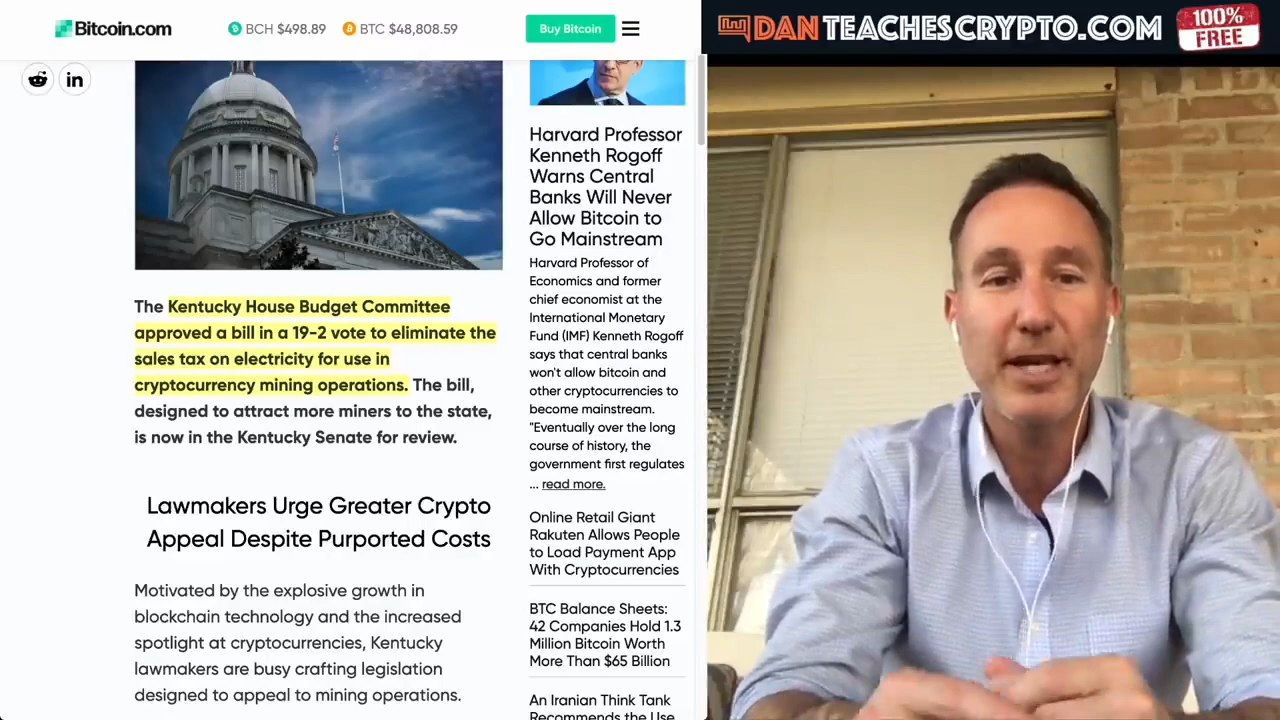 Bitcoin.com
BCH $498.89
BTC $48,808.59
Buy Bitcoin
DANTEACHESCRYPTO.COM
100%
FREE
in
The Kentucky House Budget Committee
approved a bill in a 19-2 vote to eliminate the
sales tax on electricity for use in
cryptocurrency mining operations. The bill,
designed to attract more miners to the state,
is now in the Kentucky Senate for review.
Lawmakers Urge Greater Crypto
Appeal Despite Purported Costs
Motivated by the explosive growth in
blockchain technology and the increased
spotlight at cryptocurrencies, Kentucky
lawmakers are busy crafting legislation
designed to appeal to mining operations.
Harvard Professor
Kenneth Rogoff
Warns Central
Banks Will Never
Allow Bitcoin to
Go Mainstream
Harvard Professor of
Economics and former
chief economist at the
International Monetary
Fund (IMF) Kenneth Rogoff
says that central banks
won't allow bitcoin and
other cryptocurrencies to
become mainstream.
"Eventually over the long
course of history, the
government first regulates
... read more.
Online Retail Giant
Rakuten Allows People
to Load Payment App
With Cryptocurrencies
BTC Balance Sheets:
42 Companies Hold 1.3
Million Bitcoin Worth
More Than $65 Billion
An Iranian Think Tank
Recommends the Use